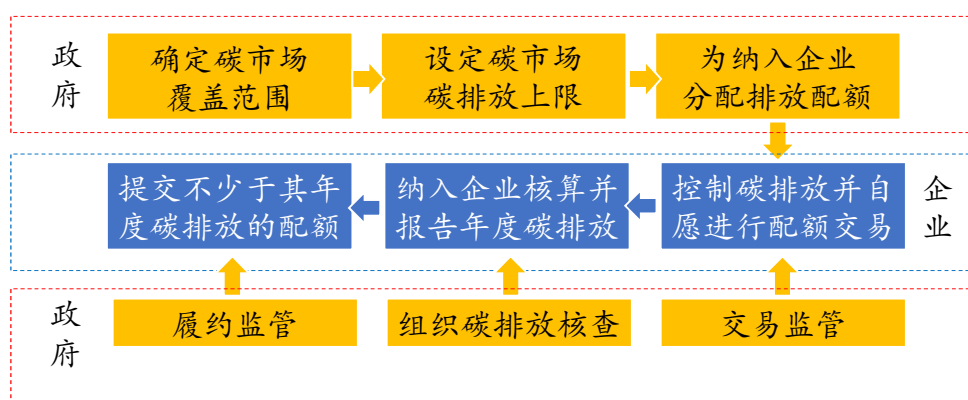 政府
确定碳市场
覆盖范围
设定碳市场
碳排放上限
为纳入企业
分配排放配额
提交不少于其年
度碳排放的配额
纳入企业核算并
报告年度碳排放
控制碳排放并自
愿进行配额交易
企业
政府
履约监管
组织碳排放核查
交易监管